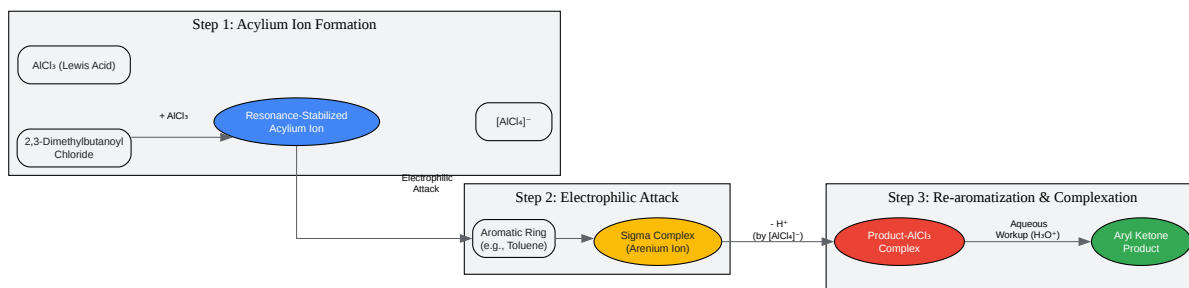 Step 1: Acylium Ion Formation
AlCl₃ (Lewis Acid)
+ AlCl₃
2,3-Dimethylbutanoyl
Chloride
Resonance-Stabilized
Acylium Ion
[AlCl₄]⁻
Electrophilic
Attack
Step 2: Electrophilic Attack
Aromatic Ring
(e.g., Toluene)
Sigma Complex
(Arenium Ion)
- H⁺
(by [AlCl₄]⁻)
Step 3: Re-aromatization & Complexation
Product-AlCl₃
Complex
Aqueous
Workup (H₃O⁺)
Aryl Ketone
Product